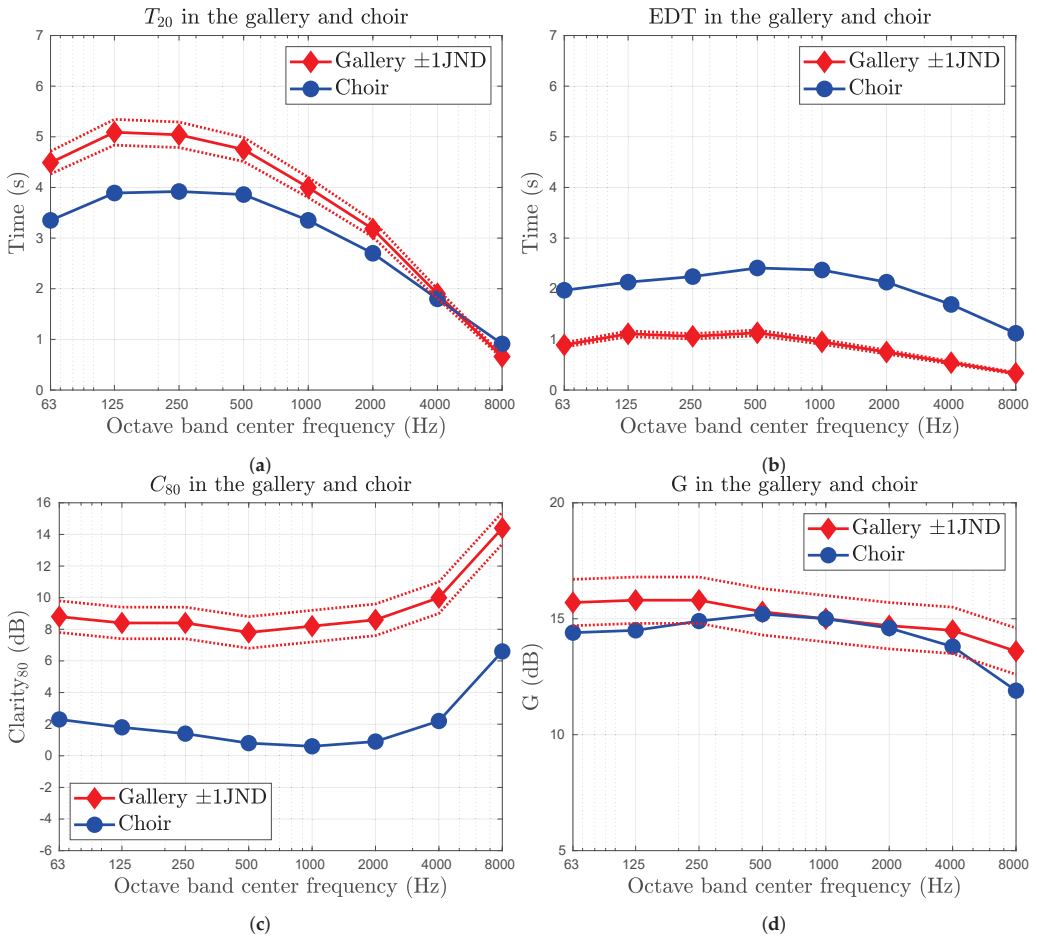 T20 in the gallery and choir
7
6
5
4
3
2
1
0
Time (s)
Gallery ±1JND
Choir
63 125 250 500 1000 2000 4000 8000
Octave band center frequency (Hz)
(a)
EDT in the gallery and choir
7
6
5
4
3
2
1
0
Time (s)
Gallery ±1JND
Choir
63 125 250 500 1000 2000 4000 8000
Octave band center frequency (Hz)
(b)
C80 in the gallery and choir
16
14
12
10
8
6
4
2
0
-2
-4
-6
Clarity80 (dB)
Gallery ±1JND
Choir
63 125 250 500 1000 2000 4000 8000
Octave band center frequency (Hz)
(c)
G in the gallery and choir
20
15
10
5
G (dB)
Gallery ±1JND
Choir
63 125 250 500 1000 2000 4000 8000
Octave band center frequency (Hz)
(d)